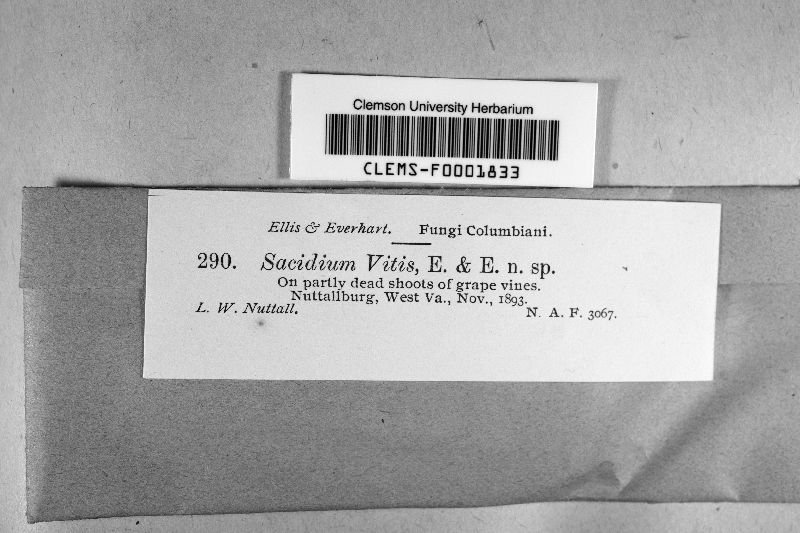 Clemson University Herbarium
CLEMS-F0001833
Ellis & Everhart. Fungi Columbiani.
290. Sacidium Vitis, E. & E. n. sp.
On partly dead shoots of grape vines.
Nuttallburg, West Va., Nov., 1893.
L. W. Nuttall. N. A. F. 3067.